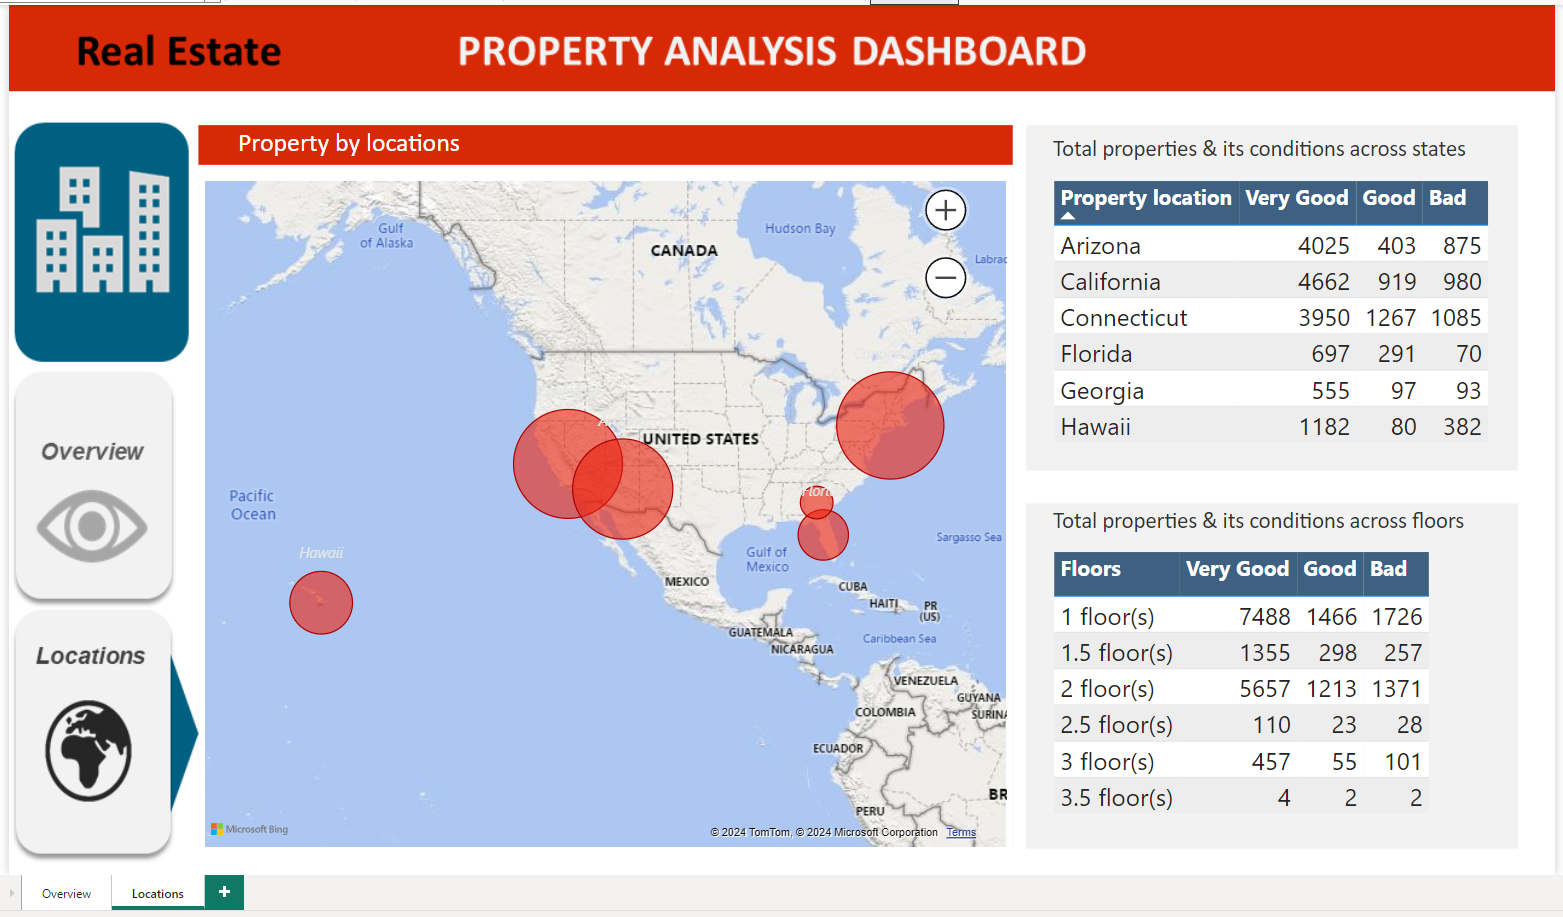 Real Estate
PROPERTY ANALYSIS DASHBOARD
Overview
Locations
Property by locations
Gulf
of Alaska
CANADA
Hudson Bay
UNITED STATES
Pacific
Ocean
Hawaii
Gulf of
Mexico
Sargasso Sea
MEXICO
CUBA
HAITI
PR
(US)
GUATEMALA
NICARAGUA
Caribbean Sea
VENEZUELA
GUYANA
COLOMBIA
ECUADOR
PERU
Microsoft Bing
© 2024 TomTom, © 2024 Microsoft Corporation Terms
Total properties & its conditions across states
Property location Very Good Good Bad
Arizona 4025 403 875
California 4662 919 980
Connecticut 3950 1267 1085
Florida 697 291 70
Georgia 555 97 93
Hawaii 1182 80 382
Total properties & its conditions across floors
Floors Very Good Good Bad
1 floor(s) 7488 1466 1726
1.5 floor(s) 1355 298 257
2 floor(s) 5657 1213 1371
2.5 floor(s) 110 23 28
3 floor(s) 457 55 101
3.5 floor(s) 4 2 2
Overview
Locations
+